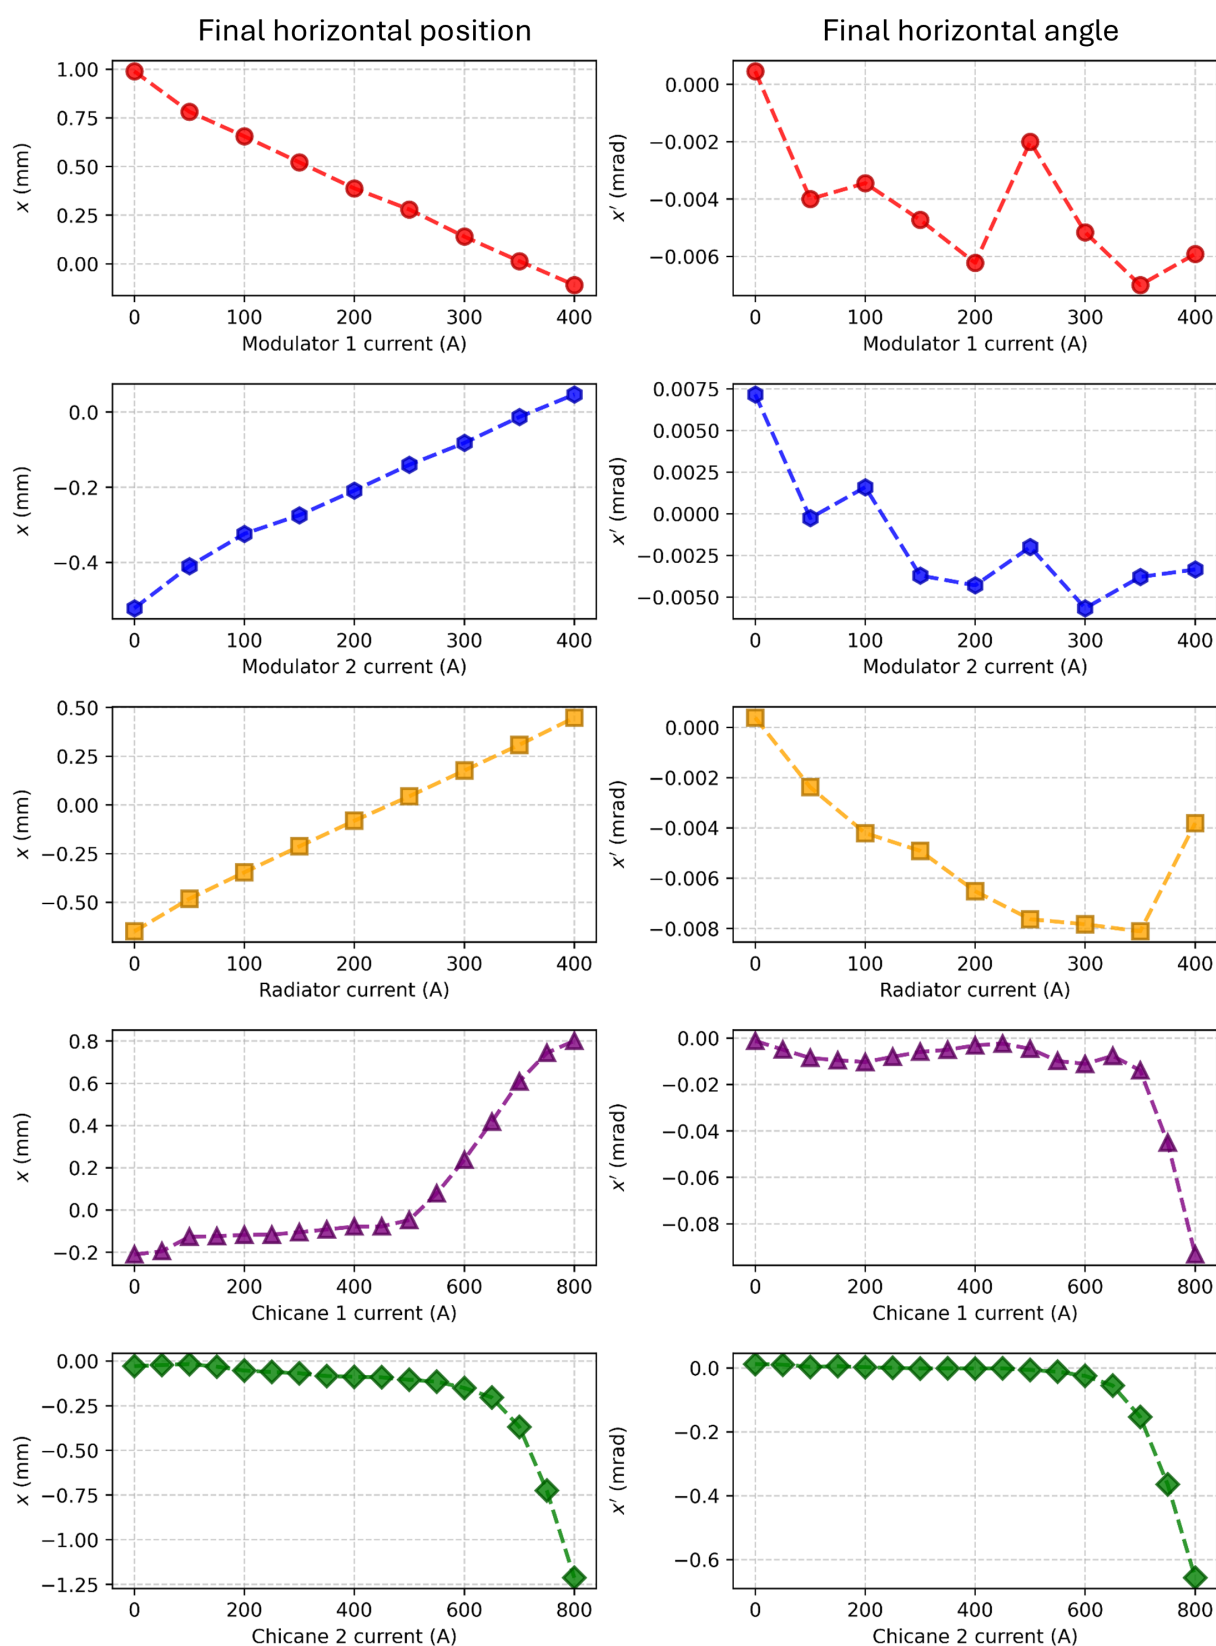 Final horizontal position
Final horizontal angle
1.00
0.75
0.50
0.25
0.00
x (mm)
0 100 200 300 400
Modulator 1 current (A)
0.000
−0.002
−0.004
−0.006
x′ (mrad)
0 100 200 300 400
Modulator 1 current (A)
0.0
−0.2
−0.4
x (mm)
0 100 200 300 400
Modulator 2 current (A)
0.0075
0.0050
0.0025
0.0000
−0.0025
−0.0050
x′ (mrad)
0 100 200 300 400
Modulator 2 current (A)
0.50
0.25
0.00
−0.25
−0.50
x (mm)
0 100 200 300 400
Radiator current (A)
0.000
−0.002
−0.004
−0.006
−0.008
x′ (mrad)
0 100 200 300 400
Radiator current (A)
0.8
0.6
0.4
0.2
0.0
−0.2
x (mm)
0 200 400 600 800
Chicane 1 current (A)
0.00
−0.02
−0.04
−0.06
−0.08
x′ (mrad)
0 200 400 600 800
Chicane 1 current (A)
0.00
−0.25
−0.50
−0.75
−1.00
−1.25
x (mm)
0 200 400 600 800
Chicane 2 current (A)
0.0
−0.2
−0.4
−0.6
x′ (mrad)
0 200 400 600 800
Chicane 2 current (A)